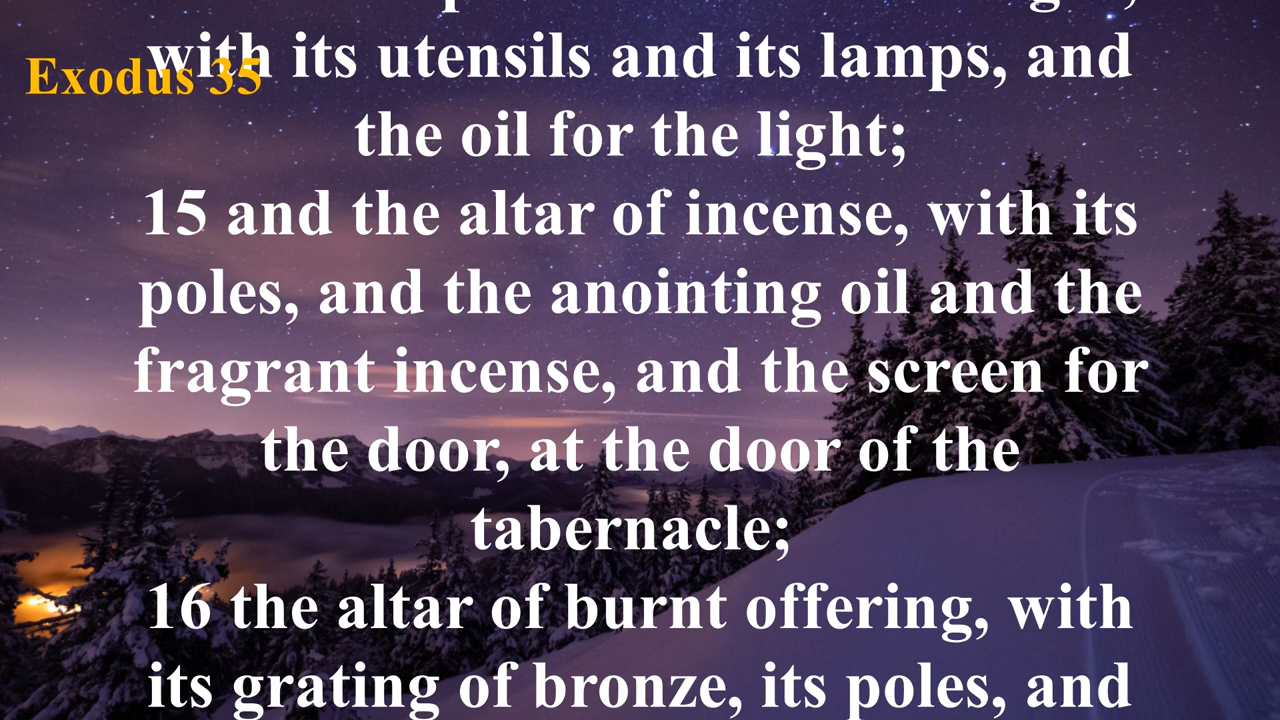 Exodus 35
with its utensils and its lamps, and
the oil for the light;
15 and the altar of incense, with its
poles, and the anointing oil and the
fragrant incense, and the screen for
the door, at the door of the
tabernacle;
16 the altar of burnt offering, with
its grating of bronze, its poles, and